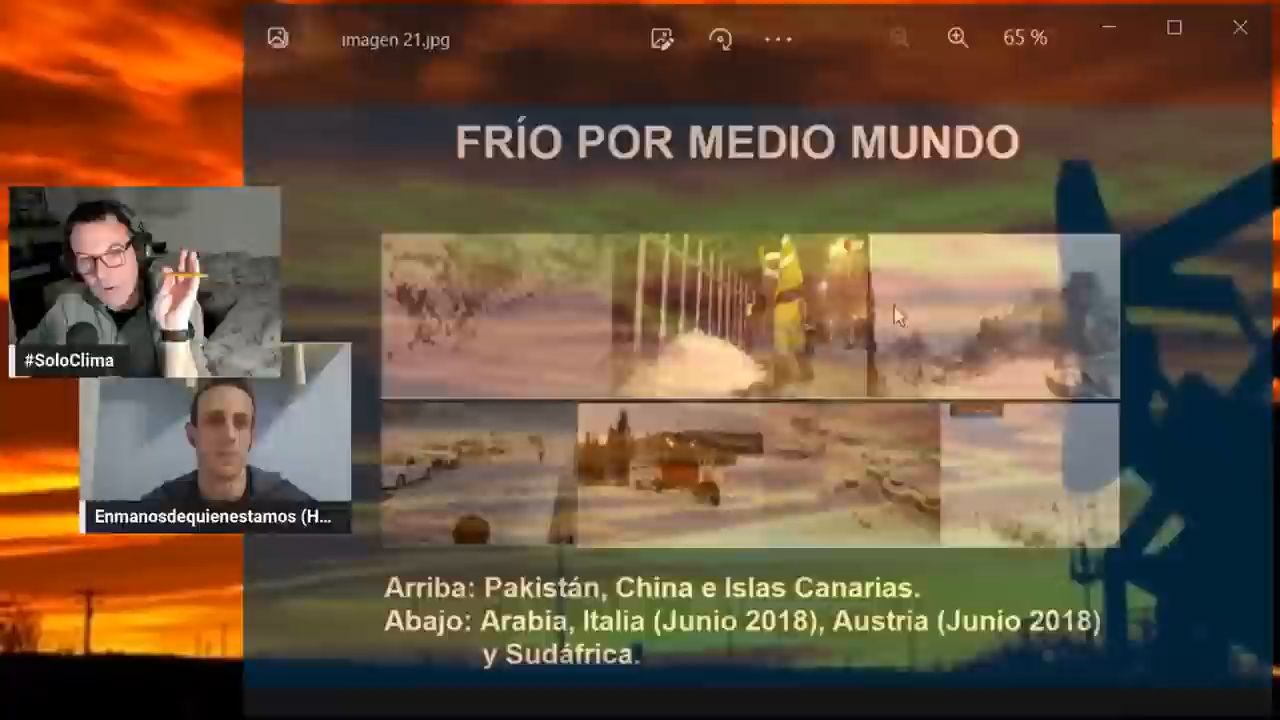 imagen 21.jpg
65 %
FRÍO POR MEDIO MUNDO
#SoloClima
Enmanosdequienestamos (H...
Arriba: Pakistán, China e Islas Canarias.
Abajo: Arabia, Italia (Junio 2018), Austria (Junio 2018)
y Sudáfrica.